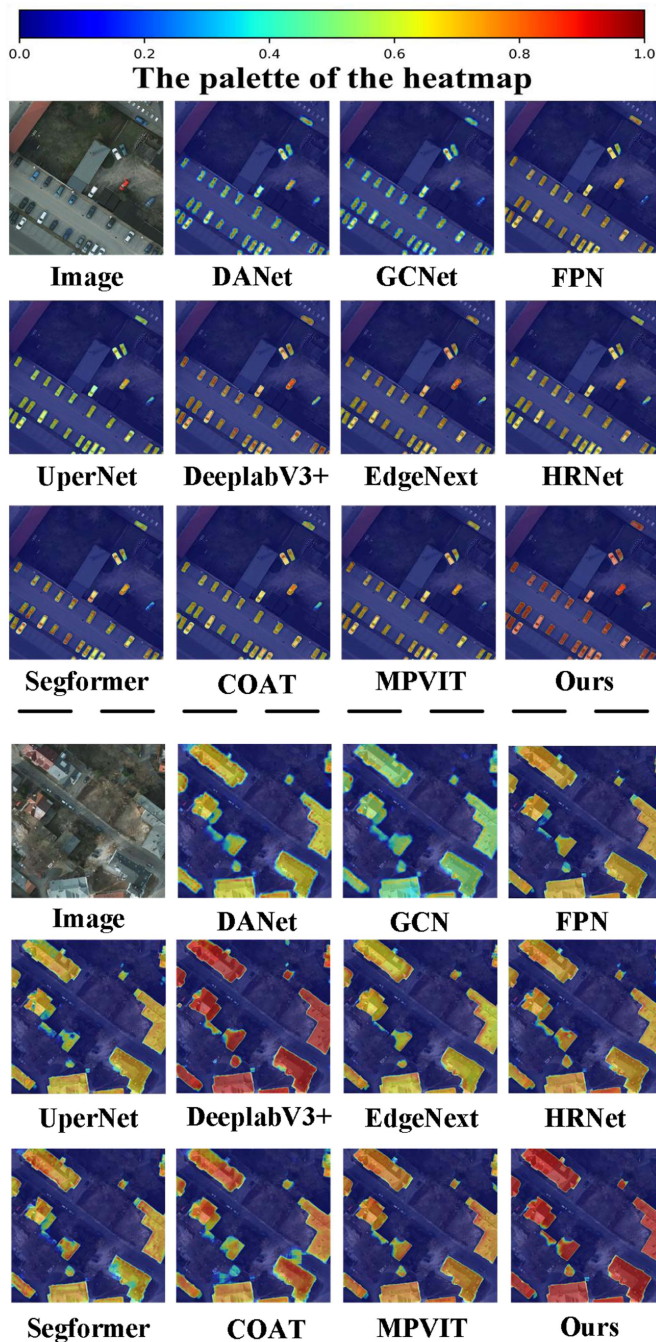 0.0 0.2 0.4 0.6 0.8 1.0
The palette of the heatmap
Image DANet GCNet FPN
UperNet DeeplabV3+ EdgeNext HRNet
Segformer COAT MPVIT Ours
Image DANet GCN FPN
UperNet DeeplabV3+ EdgeNext HRNet
Segformer COAT MPVIT Ours